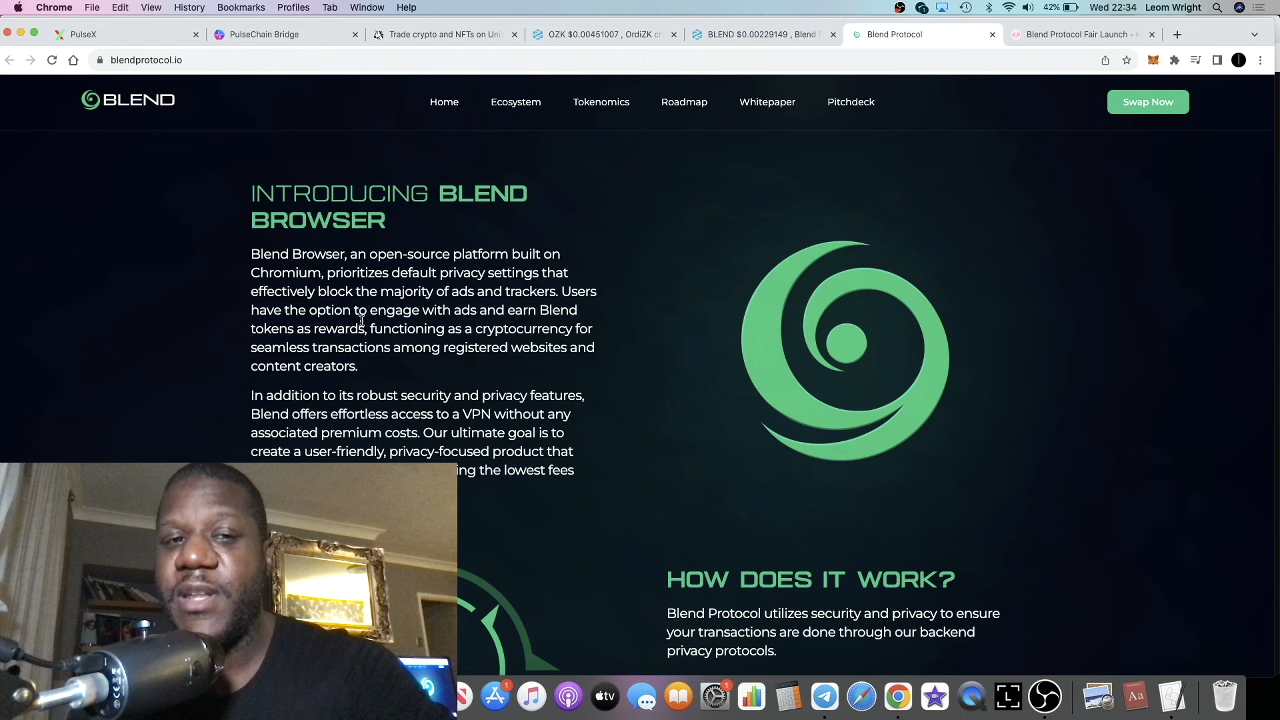 Chrome File Edit View History Bookmarks Profiles Tab Window Help
42% Wed 22:34 Leom Wright
PulseX
PulseChain Bridge
Trade crypto and NFTs on Uni
OZK $0.00451007 , OrdiZK c
BLEND $0.00229149 , Blend
Blend Protocol
Blend Protocol Fair Launch -
blendprotocol.io
BLEND
Home Ecosystem Tokenomics Roadmap Whitepaper Pitchdeck
Swap Now
INTRODUCING BLEND
BROWSER
Blend Browser, an open-source platform built on
Chromium, prioritizes default privacy settings that
effectively block the majority of ads and trackers. Users
have the option to engage with ads and earn Blend
tokens as rewards, functioning as a cryptocurrency for
seamless transactions among registered websites and
content creators.
In addition to its robust security and privacy features,
Blend offers effortless access to a VPN without any
associated premium costs. Our ultimate goal is to
create a user-friendly, privacy-focused product that
ing the lowest fees
HOW DOES IT WORK?
Blend Protocol utilizes security and privacy to ensure
your transactions are done through our backend
privacy protocols.